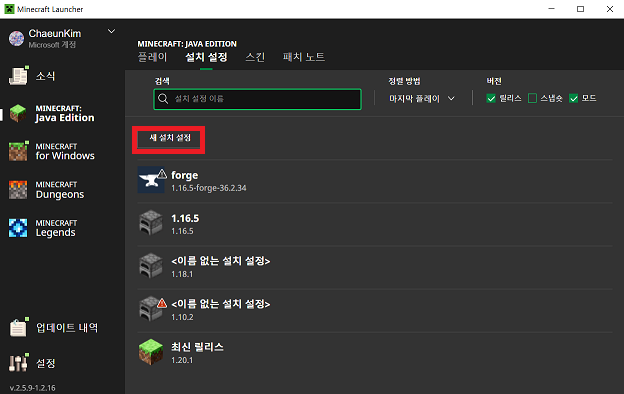 Minecraft Launcher
ChaeunKim
Microsoft 계정
소식
MINECRAFT:
Java Edition
MINECRAFT
for Windows
MINECRAFT
Dungeons
MINECRAFT
Legends
업데이트 내역
설정
v.2.5.9-1.2.16
MINECRAFT: JAVA EDITION
플레이 설치 설정 스킨 패치 노트
검색 정렬 방법 버전
설치 설정 이름 마지막 플레이 릴리스 스냅숏 모드
새 설치 설정
forge
1.16.5-forge-36.2.34
1.16.5
1.16.5
<이름 없는 설치 설정>
1.18.1
<이름 없는 설치 설정>
1.10.2
최신 릴리스
1.20.1